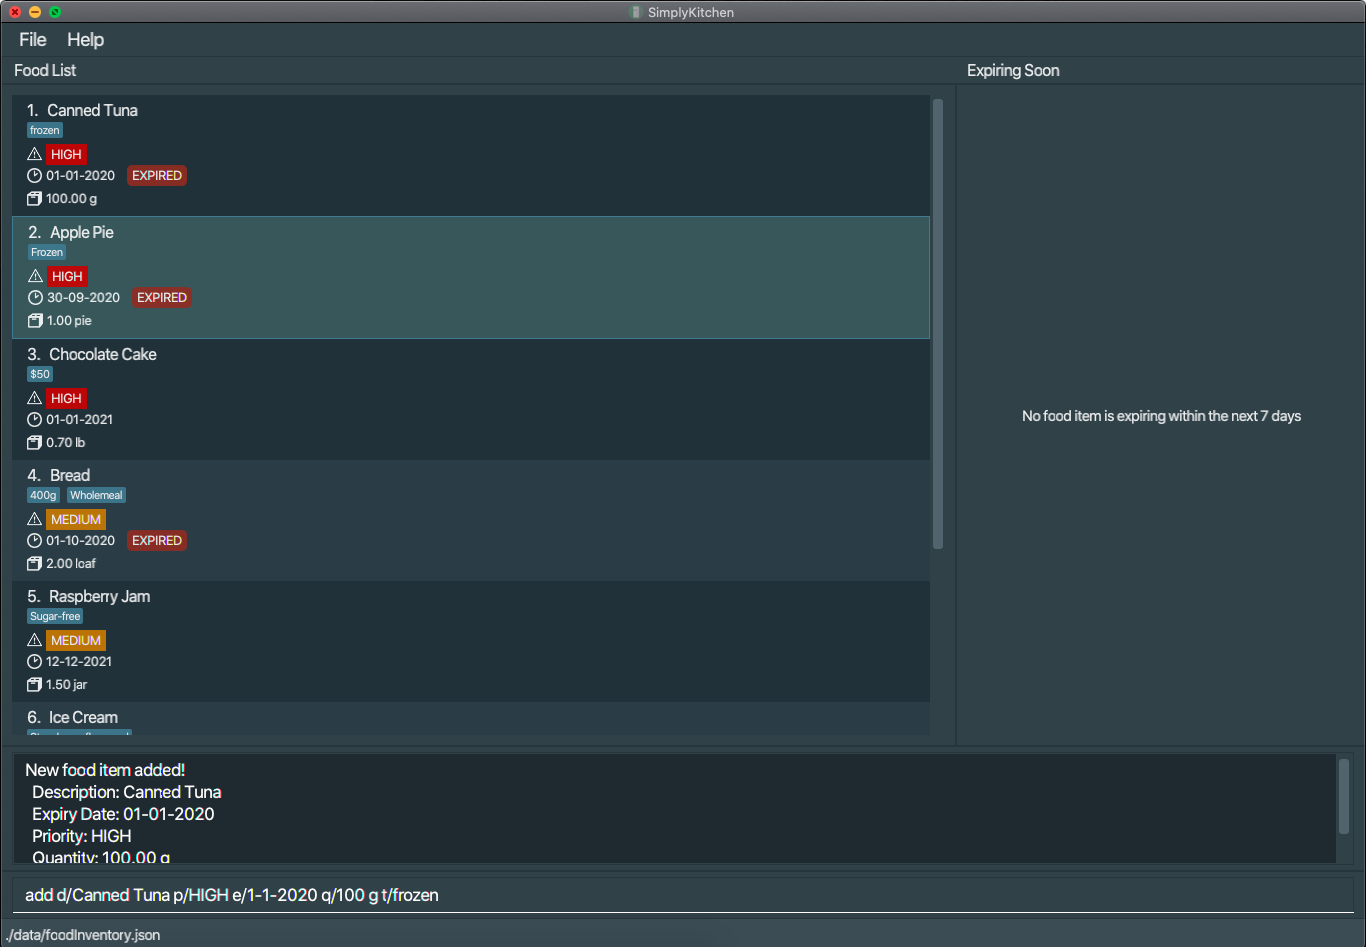 SimplyKitchen
File Help
Food List
Expiring Soon
1. Canned Tuna
frozen
HIGH
01-01-2020 EXPIRED
100.00 g
2. Apple Pie
Frozen
HIGH
30-09-2020 EXPIRED
1.00 pie
3. Chocolate Cake
$50
HIGH
01-01-2021
0.70 lb
4. Bread
400g Wholemeal
MEDIUM
01-10-2020 EXPIRED
2.00 loaf
5. Raspberry Jam
Sugar-free
MEDIUM
12-12-2021
1.50 jar
6. Ice Cream
No food item is expiring within the next 7 days
New food item added!
Description: Canned Tuna
Expiry Date: 01-01-2020
Priority: HIGH
Quantity: 100.00 g
add d/Canned Tuna p/HIGH e/1-1-2020 q/100 g t/frozen
./data/foodInventory.json